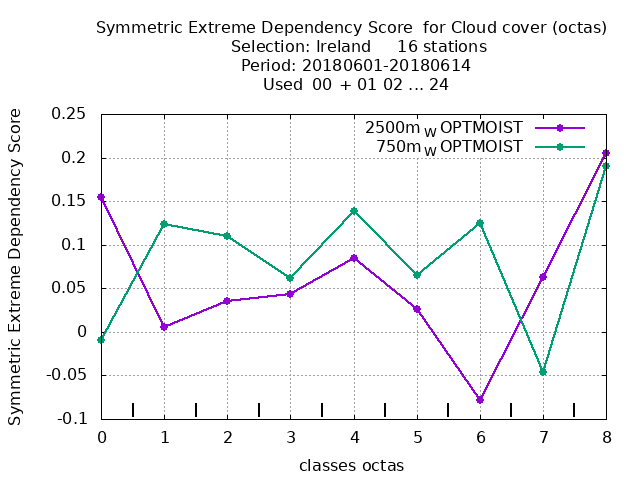 Symmetric Extreme Dependency Score  for Cloud cover (octas)
Selection: Ireland     16 stations
Period: 20180601-20180614
Used  00  + 01 02 ... 24
Symmetric Extreme Dependency Score
0.25
0.2
0.15
0.1
0.05
0
-0.05
-0.1
2500m W OPTMOIST
750m W OPTMOIST
0 1 2 3 4 5 6 7 8
classes octas